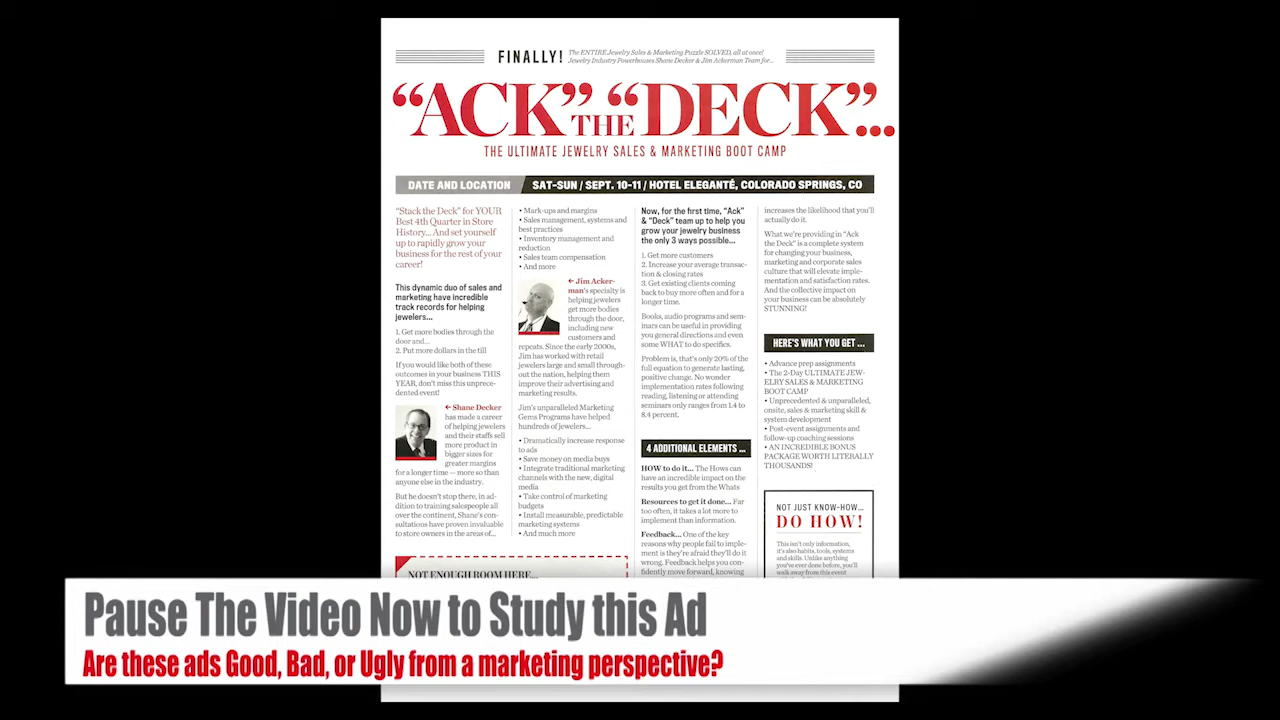 FINALLY! The ENTIRE Jewelry Sales & Marketing Puzzle SOLVED, all at once!
Jewelry Industry Powerhouses Shane Decker & Jim Ackerman Team for...
“ACK” THE “DECK”...
THE ULTIMATE JEWELRY SALES & MARKETING BOOT CAMP
DATE AND LOCATION SAT-SUN / SEPT. 10-11 / HOTEL ELEGANTÉ, COLORADO SPRINGS, CO
“Stack the Deck” for YOUR
Best 4th Quarter in Store
History... And set yourself
up to rapidly grow your
business for the rest of your
career!
This dynamic duo of sales and
marketing have incredible
track records for helping
jewelers...
1. Get more bodies through the
door and...
2. Put more dollars in the till
If you would like both of these
outcomes in your business THIS
YEAR, don't miss this unprece-
dented event!
← Shane Decker
has made a career
of helping jewelers
and their staffs sell
more product in
bigger sizes for
greater margins
for a longer time — more so than
anyone else in the industry.
But he doesn't stop there, in ad-
dition to training salespeople all
over the continent, Shane's con-
sultations have proven invaluable
to store owners in the areas of...
• Mark-ups and margins
• Sales management, systems and
best practices
• Inventory management and
reduction
• Sales team compensation
• And more
← Jim Acker-
man's specialty is
helping jewelers
get more bodies
through the door,
including new
customers and
repeats. Since the early 2000s,
Jim has worked with retail
jewelers large and small through-
out the nation, helping them
improve their advertising and
marketing results.
Jim's unparalleled Marketing
Gems Programs have helped
hundreds of jewelers...
• Dramatically increase response
to ads
• Save money on media buys
• Integrate traditional marketing
channels with the new, digital
media
• Take control of marketing
budgets
• Install measurable, predictable
marketing systems
• And much more
NOT ENOUGH ROOM HERE...
Now, for the first time, “Ack”
& “Deck” team up to help you
grow your jewelry business
the only 3 ways possible...
1. Get more customers
2. Increase your average transac-
tion & closing rates
3. Get existing clients coming
back to buy more often and for a
longer time.
Books, audio programs and sem-
inars can be useful in providing
you general directions and even
some WHAT to do specifics.
Problem is, that's only 20% of the
full equation to generate lasting,
positive change. No wonder
implementation rates following
reading, listening or attending
seminars only ranges from 1.4 to
8.4 percent.
4 ADDITIONAL ELEMENTS ...
HOW to do it... The Hows can
have an incredible impact on the
results you get from the Whats
Resources to get it done... Far
too often, it takes a lot more to
implement than information.
Feedback... One of the key
reasons why people fail to imple-
ment is they're afraid they'll do it
wrong. Feedback helps you con-
fidently move forward, knowing
increases the likelihood that you'll
actually do it.
What we're providing in “Ack
the Deck” is a complete system
for changing your business,
marketing and corporate sales
culture that will elevate imple-
mentation and satisfaction rates.
And the collective impact on
your business can be absolutely
STUNNING!
HERE'S WHAT YOU GET ...
• Advance prep assignments
• The 2-Day ULTIMATE JEW-
ELRY SALES & MARKETING
BOOT CAMP
• Unprecedented & unparalleled,
onsite, sales & marketing skill &
system development
• Post-event assignments and
follow-up coaching sessions
• AN INCREDIBLE BONUS
PACKAGE WORTH LITERALLY
THOUSANDS!
NOT JUST KNOW-HOW...
DO HOW!
This isn't only information,
it's also habits, tools, systems
and skills. Unlike anything
you've ever done before, you'll
walk away from this event
Pause The Video Now to Study this Ad
Are these ads Good, Bad, or Ugly from a marketing perspective?